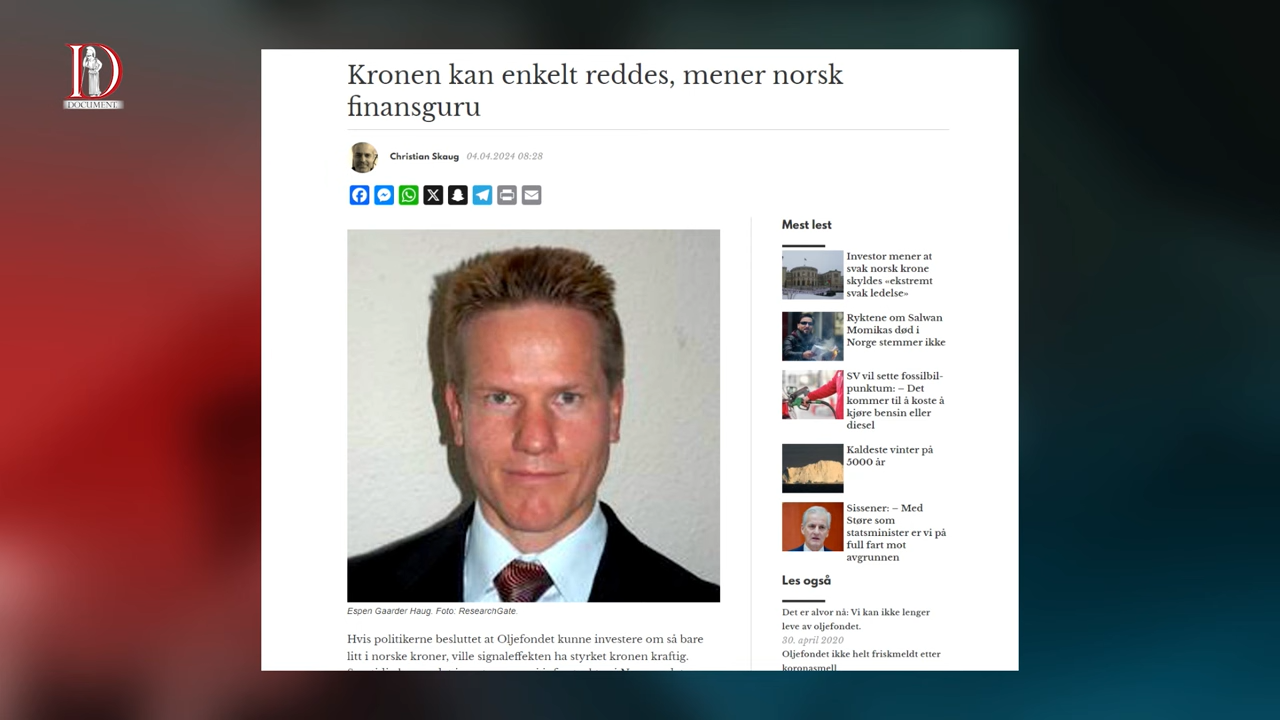 DOCUMENT
Kronen kan enkelt reddes, mener norsk
finansguru
Christian Skaug 04.04.2024 08:28
Espen Gaarder Haug. Foto: ResearchGate.
Hvis politikerne besluttet at Oljefondet kunne investere om så bare
litt i norske kroner, ville signaleffekten ha styrket kronen kraftig.
Mest lest
Investor mener at
svak norsk krone
skyldes «ekstremt
svak ledelse»
Ryktene om Salwan
Momikas død i
Norge stemmer ikke
SV vil sette fossilbil-
punktum: – Det
kommer til å koste å
kjøre bensin eller
diesel
Kaldeste vinter på
5000 år
Sissener: – Med
Støre som
statsminister er vi på
full fart mot
avgrunnen
Les også
Det er alvor nå: Vi kan ikke lenger
leve av oljefondet.
30. april 2020
Oljefondet ikke helt friskmeldt etter
koronasmell